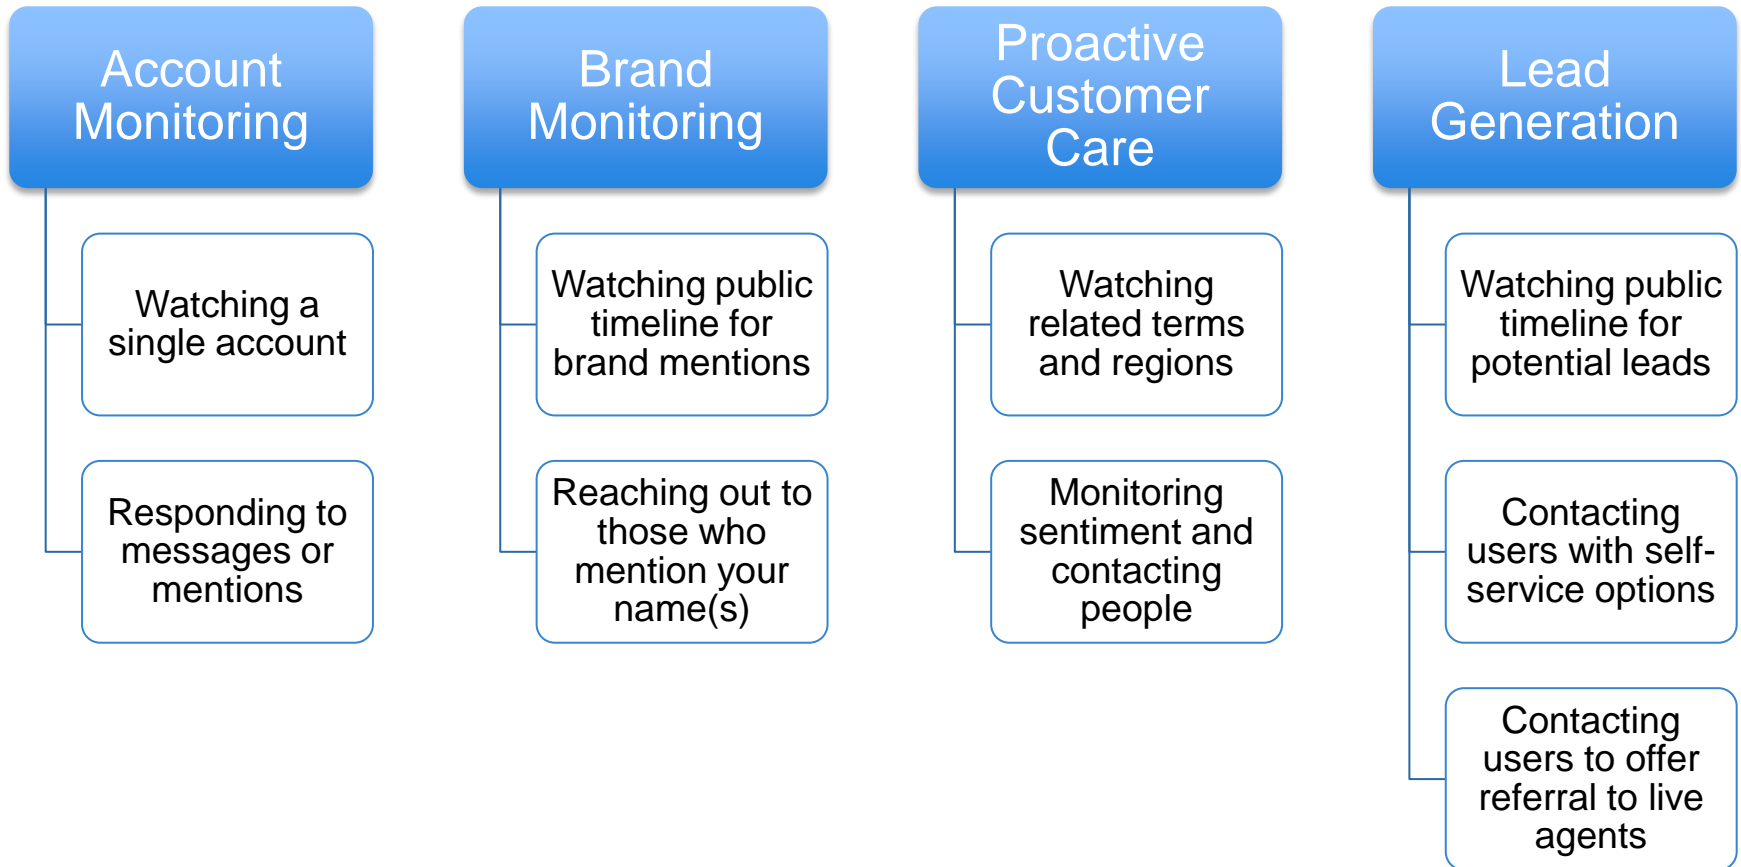 Account
Monitoring
Watching a
single account
Responding to
messages or
mentions
Brand
Monitoring
Watching public
timeline for
brand mentions
Reaching out to
those who
mention your
name(s)
Proactive
Customer
Care
Watching
related terms
and regions
Monitoring
sentiment and
contacting
people
Lead
Generation
Watching public
timeline for
potential leads
Contacting
users with self-
service options
Contacting
users to offer
referral to live
agents